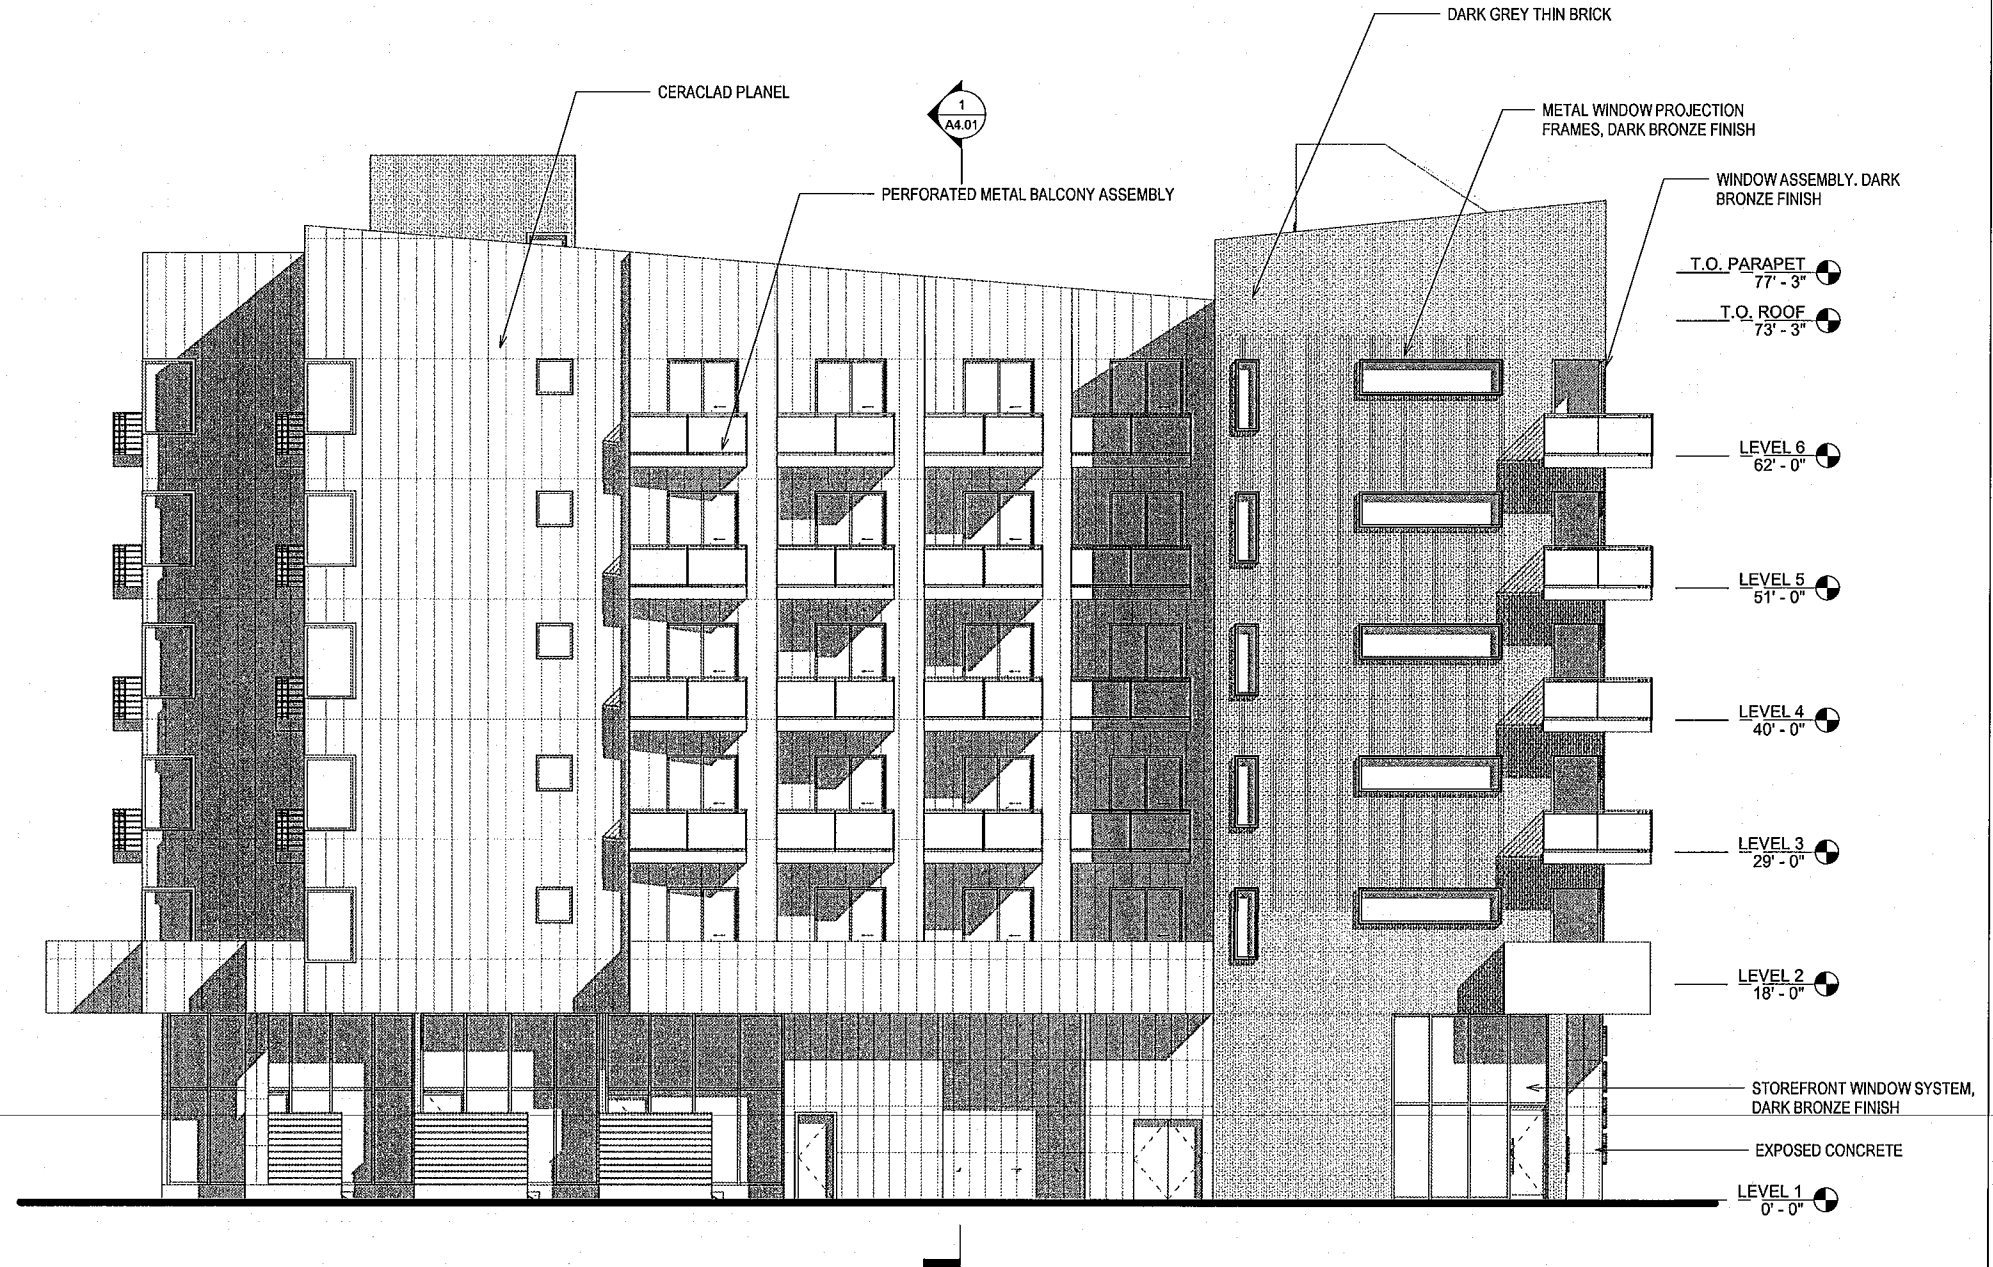 DARK GREY THIN BRICK
CERACLAD PLANEL
1
A4.01
METAL WINDOW PROJECTION
FRAMES, DARK BRONZE FINISH
PERFORATED METAL BALCONY ASSEMBLY
WINDOW ASSEMBLY. DARK
BRONZE FINISH
T.O. PARAPET
77' - 3"
T.O. ROOF
73' - 3"
LEVEL 6
62' - 0"
LEVEL 5
51' - 0"
LEVEL 4
40' - 0"
LEVEL 3
29' - 0"
LEVEL 2
18' - 0"
STOREFRONT WINDOW SYSTEM,
DARK BRONZE FINISH
EXPOSED CONCRETE
LEVEL 1
0' - 0"